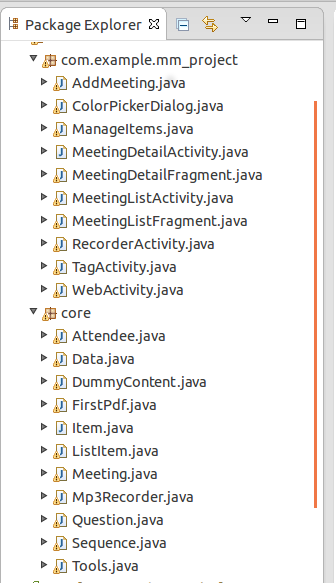 Package Explorer
com.example.mm_project
AddMeeting.java
ColorPickerDialog.java
ManageItems.java
MeetingDetailActivity.java
MeetingDetailFragment.java
MeetingListActivity.java
MeetingListFragment.java
RecorderActivity.java
TagActivity.java
WebActivity.java
core
Attendee.java
Data.java
DummyContent.java
FirstPdf.java
Item.java
ListItem.java
Meeting.java
Mp3Recorder.java
Question.java
Sequence.java
Tools.java